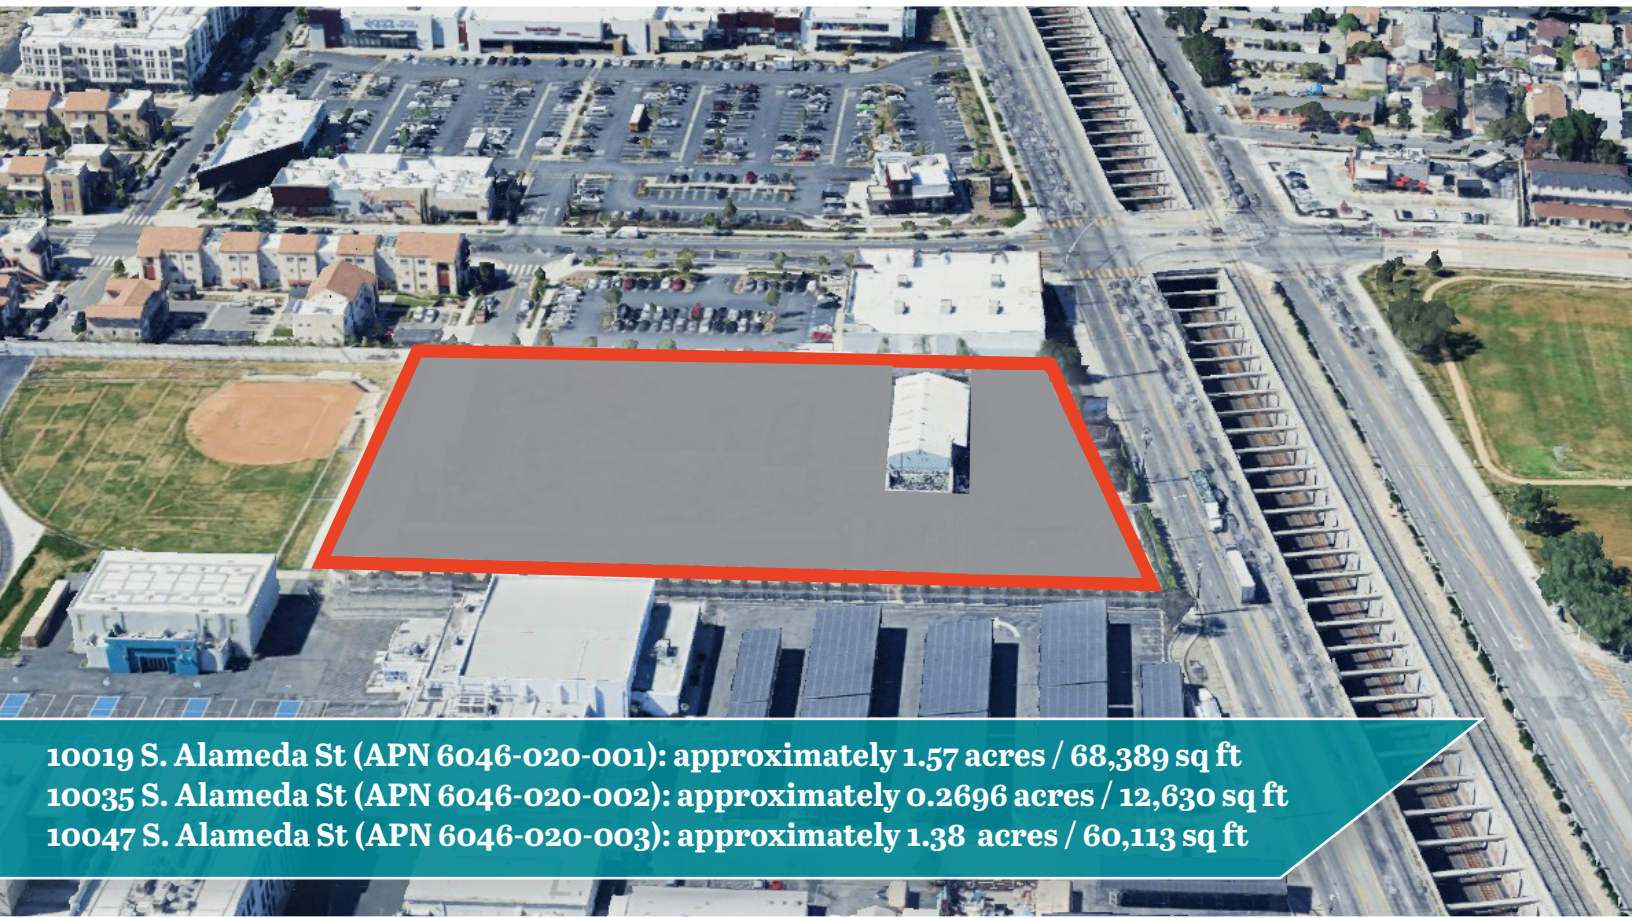 10019 S. Alameda St (APN 6046-020-001): approximately 1.57 acres / 68,389 sq ft
10035 S. Alameda St (APN 6046-020-002): approximately 0.2696 acres / 12,630 sq ft
10047 S. Alameda St (APN 6046-020-003): approximately 1.38 acres / 60,113 sq ft